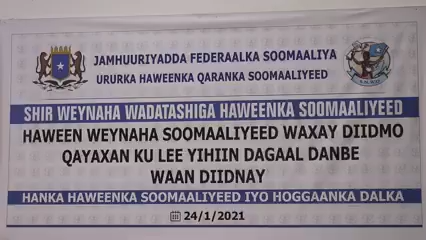 JAMHUURIYADDA FEDERAALKA SOOMAALIYA
URURKA HAWEENKA QARANKA SOOMAALIYEED
SHIR WEYNAHA WADATASHIGA HAWEENKA SOOMAALIYEED
HAWEEN WEYNAHA SOOMAALIYEED WAXAY DIIDMO
QAYAXAN KU LEE YIHIIN DAGAAL DANBE
WAAN DIIDNAY
HANKA HAWEENKA SOOMAALIYEED IYO HOGGAANKA DALKA
24/1/2021